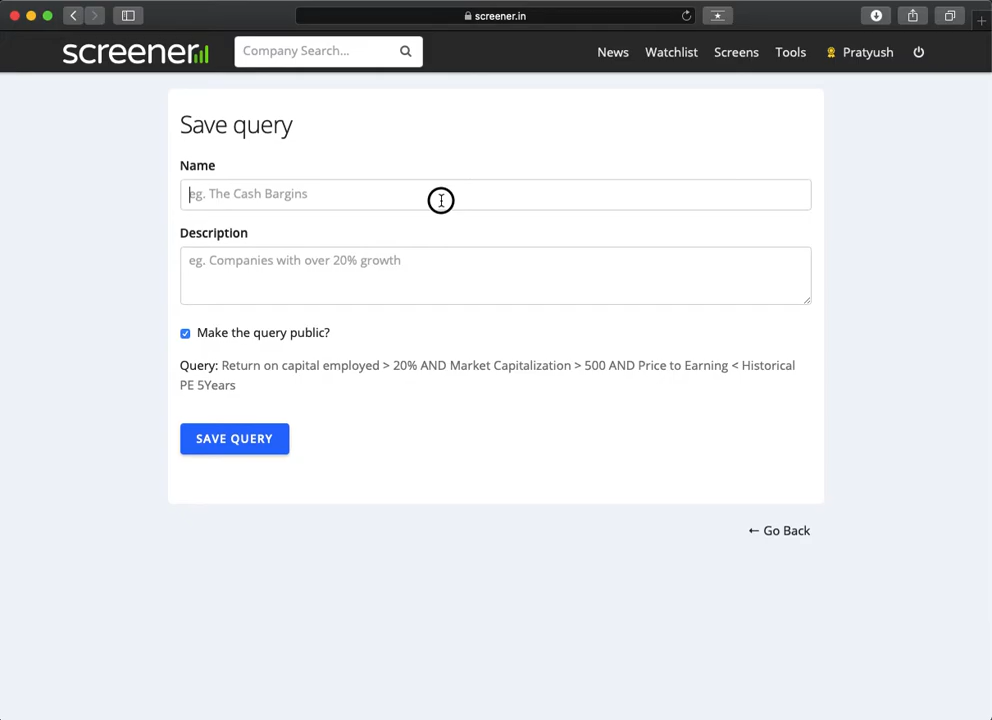 screener.in
screener
Company Search...
News
Watchlist
Screens
Tools
Pratyush
Save query
Name
eg. The Cash Bargins
Description
eg. Companies with over 20% growth
Make the query public?
Query: Return on capital employed > 20% AND Market Capitalization > 500 AND Price to Earning < Historical
PE 5Years
SAVE QUERY
← Go Back